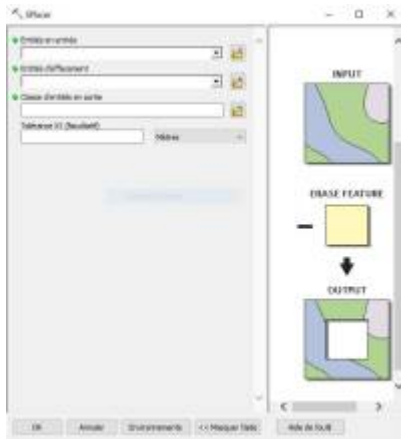 Effacer
Entités en entrée
Entités d'effacement
Classe d'entités en sortie
Tolérance XY (facultatif)
Mètres
INPUT
ERASE FEATURE
OUTPUT
OK
Annuler
Environnements
<< Masquer l'aide
Aide de l'outil